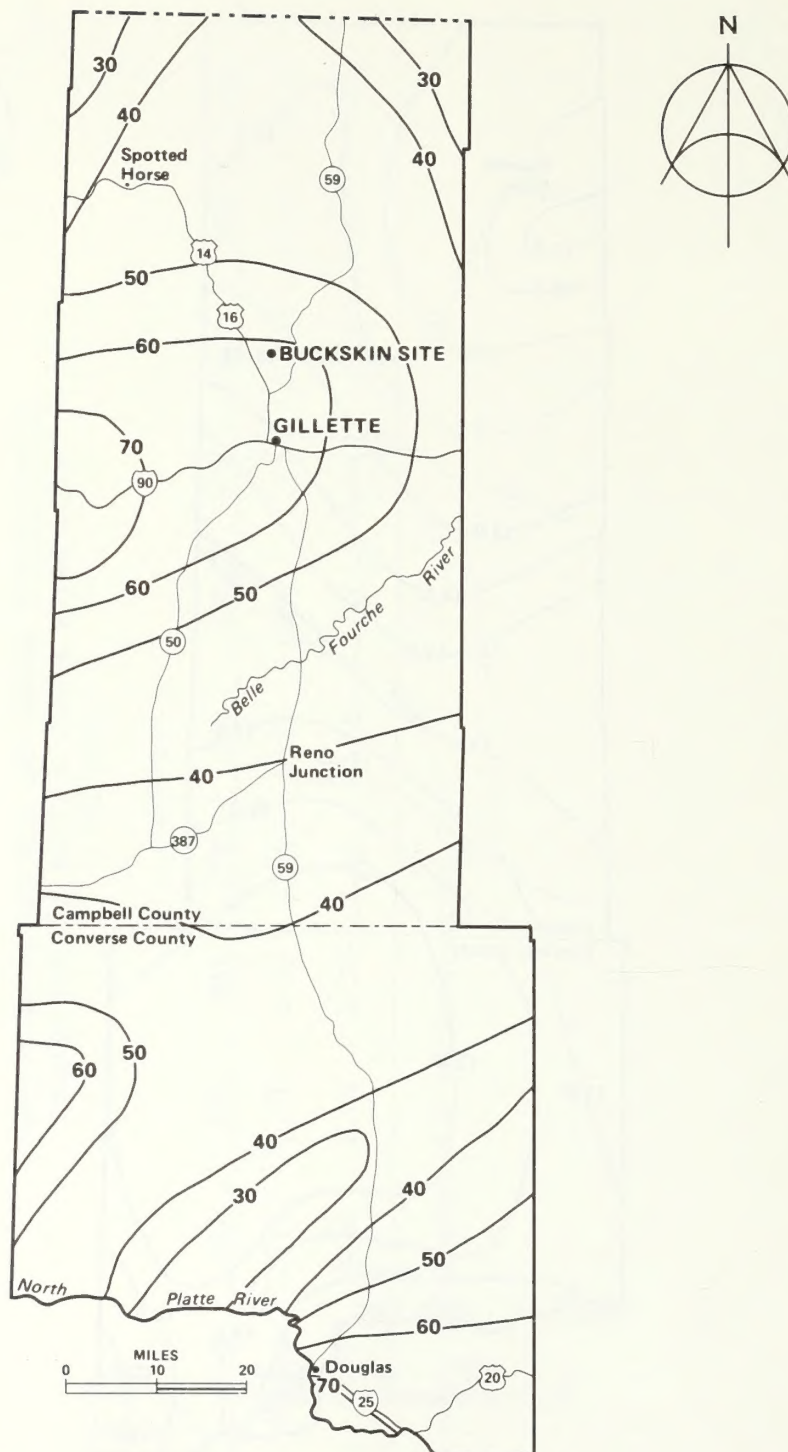 N
30
30
40
40
Spotted
Horse
59
14
50
16
60
BUCKSKIN SITE
GILLETTE
70
90
60
50
50
Belle Fourche River
Reno
Junction
40
387
59
40
Campbell County
Converse County
50
60
40
30
40
50
North Platte River
60
MILES
0 10 20
Douglas
70
20
25